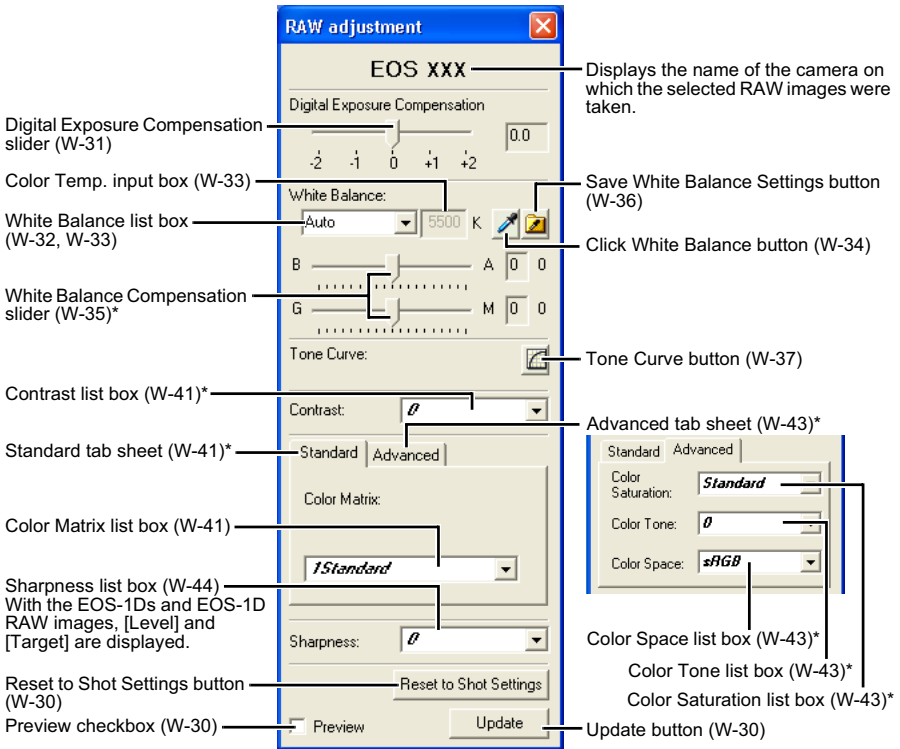 RAW adjustment
EOS XXX
Displays the name of the camera on
which the selected RAW images were
taken.
Digital Exposure Compensation
0.0
-2 -1 0 +1 +2
Digital Exposure Compensation
slider (W-31)
Color Temp. input box (W-33)
White Balance list box
(W-32, W-33)
White Balance:
Auto
5500 K
Save White Balance Settings button
(W-36)
Click White Balance button (W-34)
B A 0 0
G M 0 0
White Balance Compensation
slider (W-35)*
Tone Curve:
Tone Curve button (W-37)
Contrast list box (W-41)*
Contrast: 0
Standard tab sheet (W-41)*
Standard Advanced
Advanced tab sheet (W-43)*
Color Matrix:
Color Matrix list box (W-41)
1Standard
Standard Advanced
Color
Saturation:
Standard
Color Tone: 0
Color Space: sRGB
Color Space list box (W-43)*
Color Tone list box (W-43)*
Color Saturation list box (W-43)*
Sharpness list box (W-44)
With the EOS-1Ds and EOS-1D
RAW images, [Level] and
[Target] are displayed.
Sharpness: 0
Reset to Shot Settings button
(W-30)
Reset to Shot Settings
Preview checkbox (W-30)
Preview
Update
Update button (W-30)